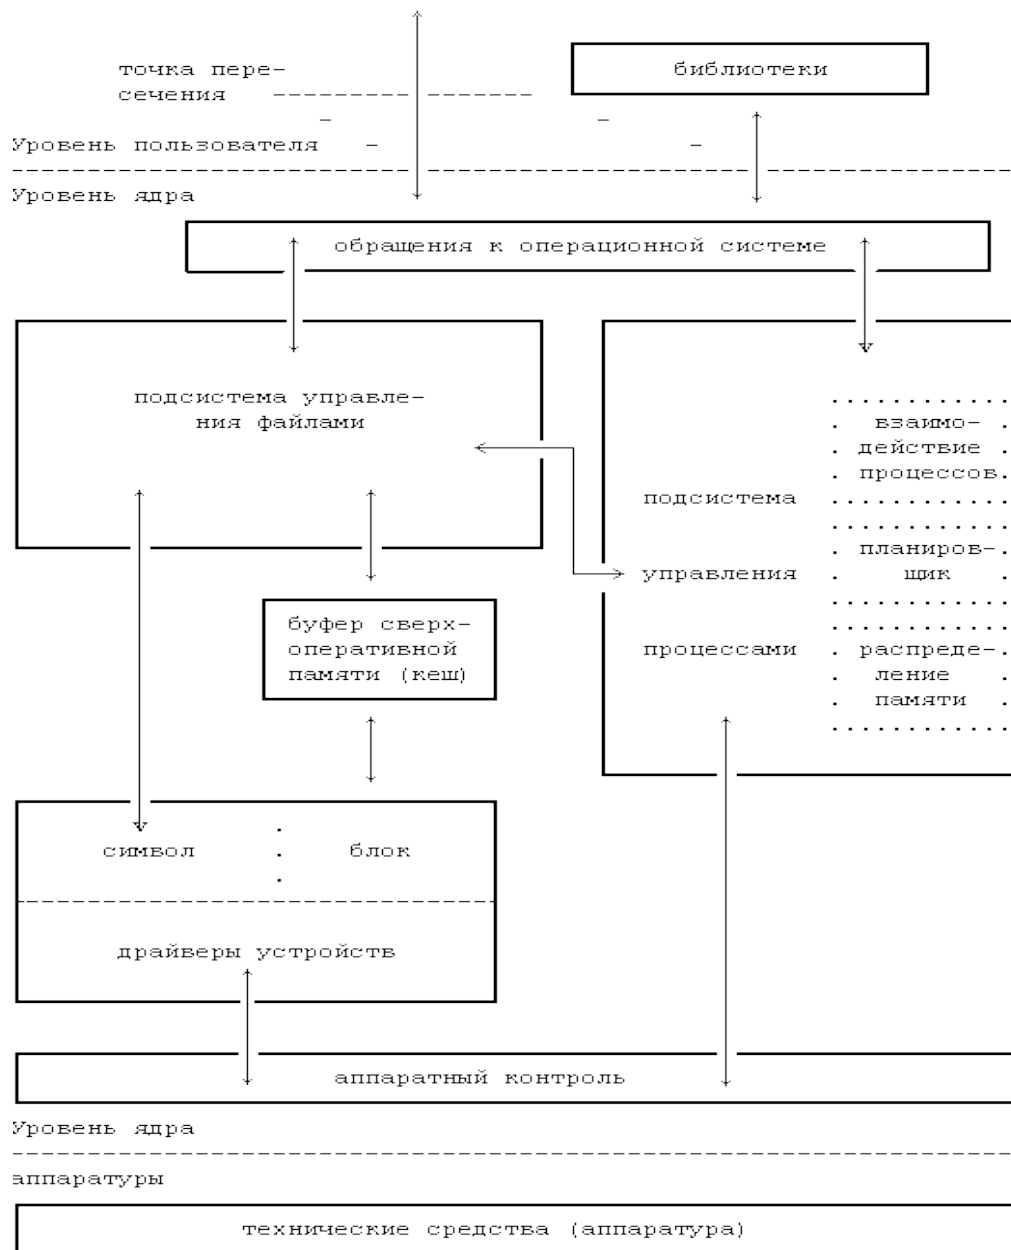 точка пере-
сечения
библиотеки
Уровень пользователя
Уровень ядра
обращения к операционной системе
подсистема управле-
ния файлами
взаимо-
действие
процессов
подсистема
планиров-
управления
щик
буфер сверх-
оперативной
памяти (кеш)
процессами
распреде-
ление
памяти
символ
блок
драйверы устройств
аппаратный контроль
Уровень ядра
аппаратуры
технические средства (аппаратура)